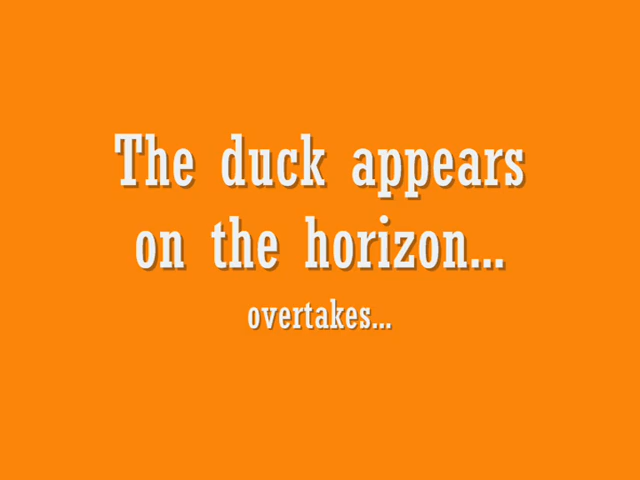 The duck appears
on the horizon...
overtakes...